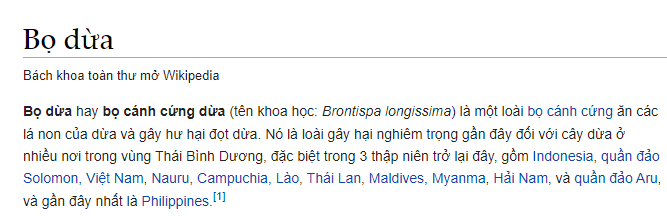 Bọ dừa
Bách khoa toàn thư mở Wikipedia
Bọ dừa hay bọ cánh cứng dừa (tên khoa học: Brontispa longissima) là một loài bọ cánh cứng ăn các
lá non của dừa và gây hư hại đọt dừa. Nó là loài gây hại nghiêm trọng gần đây đối với cây dừa ở
nhiều nơi trong vùng Thái Bình Dương, đặc biệt trong 3 thập niên trở lại đây, gồm Indonesia, quần đảo
Solomon, Việt Nam, Nauru, Campuchia, Lào, Thái Lan, Maldives, Myanma, Hải Nam, và quần đảo Aru,
và gần đây nhất là Philippines.[1]